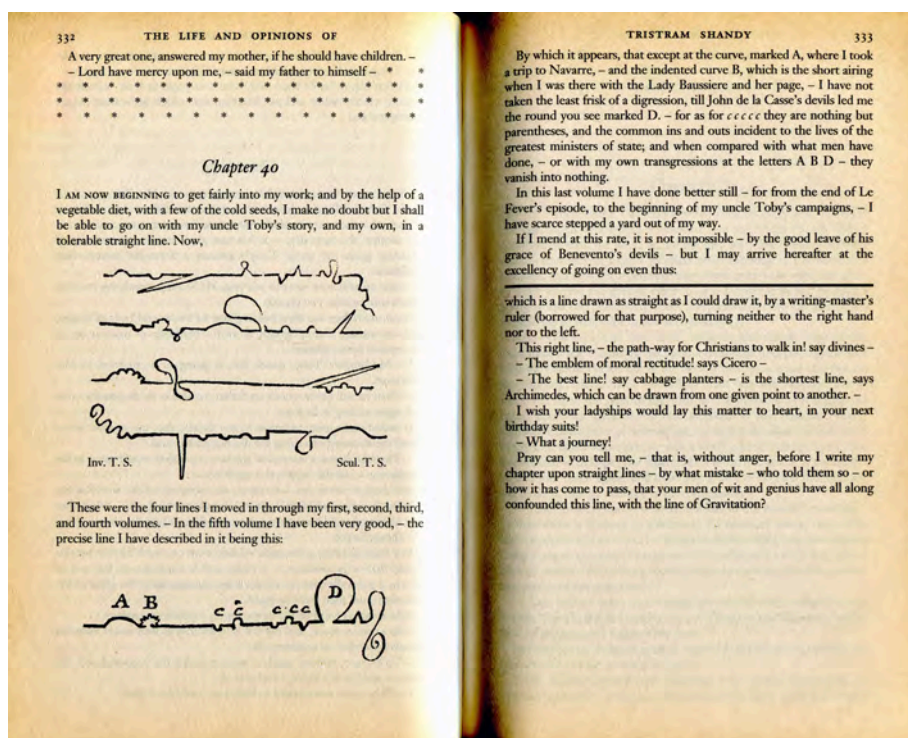 332 THE LIFE AND OPINIONS OF
A very great one, answered my mother, if he should have children. –
– Lord have mercy upon me, – said my father to himself – * *
* * * * * * * * * * * * * *
* * * * * * * * * * * * * *
* * * * * * * * * * * * * *
Chapter 40
I AM NOW BEGINNING to get fairly into my work; and by the help of a
vegetable diet, with a few of the cold seeds, I make no doubt but I shall
be able to go on with my uncle Toby's story, and my own, in a
tolerable straight line. Now,
Inv. T. S. Scul. T. S.
These were the four lines I moved in through my first, second, third,
and fourth volumes. – In the fifth volume I have been very good, – the
precise line I have described in it being this:
A B c c c c c D
TRISTRAM SHANDY 333
By which it appears, that except at the curve, marked A, where I took
a trip to Navarre, – and the indented curve B, which is the short airing
when I was there with the Lady Baussiere and her page, – I have not
taken the least frisk of a digression, till John de la Casse's devils led me
the round you see marked D. – for as for c c c c c they are nothing but
parentheses, and the common ins and outs incident to the lives of the
greatest ministers of state; and when compared with what men have
done, – or with my own transgressions at the letters A B D – they
vanish into nothing.
In this last volume I have done better still – for from the end of Le
Fever's episode, to the beginning of my uncle Toby's campaigns, – I
have scarce stepped a yard out of my way.
If I mend at this rate, it is not impossible – by the good leave of his
grace of Benevento's devils – but I may arrive hereafter at the
excellency of going on even thus:
which is a line drawn as straight as I could draw it, by a writing-master's
ruler (borrowed for that purpose), turning neither to the right hand
nor to the left.
This right line, – the path-way for Christians to walk in! say divines –
– The emblem of moral rectitude! says Cicero –
– The best line! say cabbage planters – is the shortest line, says
Archimedes, which can be drawn from one given point to another. –
I wish your ladyships would lay this matter to heart, in your next
birthday suits!
– What a journey!
Pray can you tell me, – that is, without anger, before I write my
chapter upon straight lines – by what mistake – who told them so – or
how it has come to pass, that your men of wit and genius have all along
confounded this line, with the line of Gravitation?